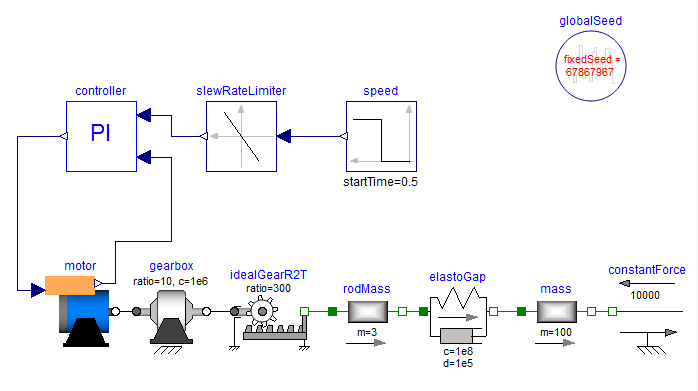 globalSeed
fixedSeed =
67867967
controller
slewRateLimiter
speed
PI
startTime=0.5
motor
gearbox
ratio=10, c=1e6
idealGearR2T
ratio=300
rodMass
m=3
elastoGap
c=1e8
d=1e5
mass
m=100
constantForce
10000